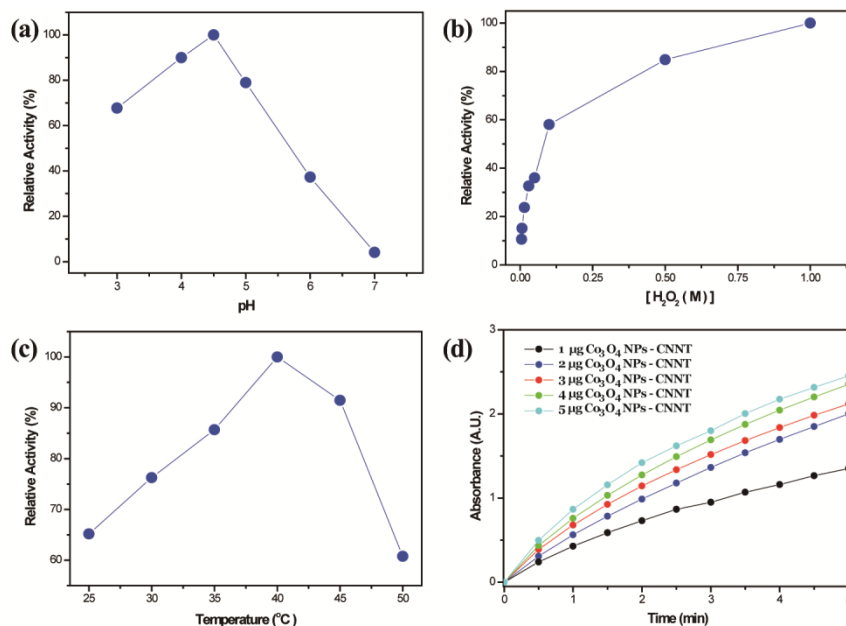 (a)
100
80
60
40
20
0
Relative Activity (%)
3 4 5 6 7
pH
(b)
100
80
60
40
20
0
Relative Activity (%)
0.00 0.25 0.50 0.75 1.00
[ H₂O₂ ( M ) ]
(c)
100
90
80
70
60
Relative Activity (%)
25 30 35 40 45 50
Temperature (°C)
(d)
3
2
1
0
Absorbance (A.U.)
1 µg Co₃O₄ NPs - CNNT
2 µg Co₃O₄ NPs - CNNT
3 µg Co₃O₄ NPs - CNNT
4 µg Co₃O₄ NPs - CNNT
5 µg Co₃O₄ NPs - CNNT
0 1 2 3 4
Time (min)